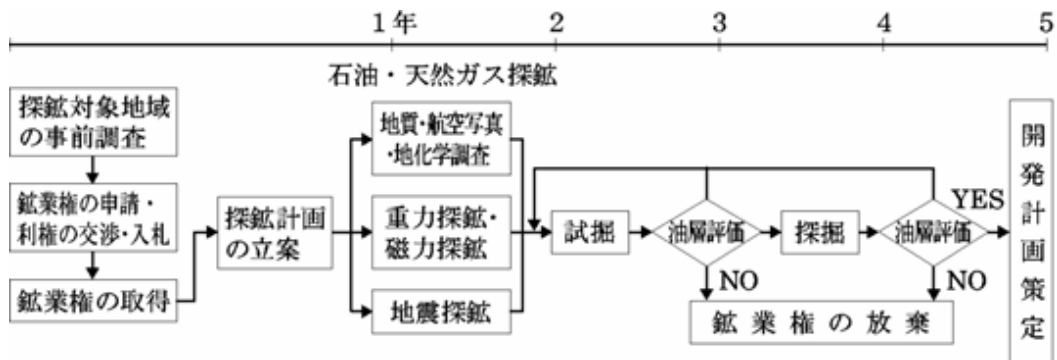 1年 2 3 4 5
石油・天然ガス探鉱
探鉱対象地域
の事前調査
鉱業権の申請・
利権の交渉・入札
鉱業権の取得
探鉱計画
の立案
地質・航空写真
・地化学調査
重力探鉱・
磁力探鉱
地震探鉱
試掘
油層評価
NO
探掘
油層評価
YES
NO
鉱業権の放棄
開発計画策定